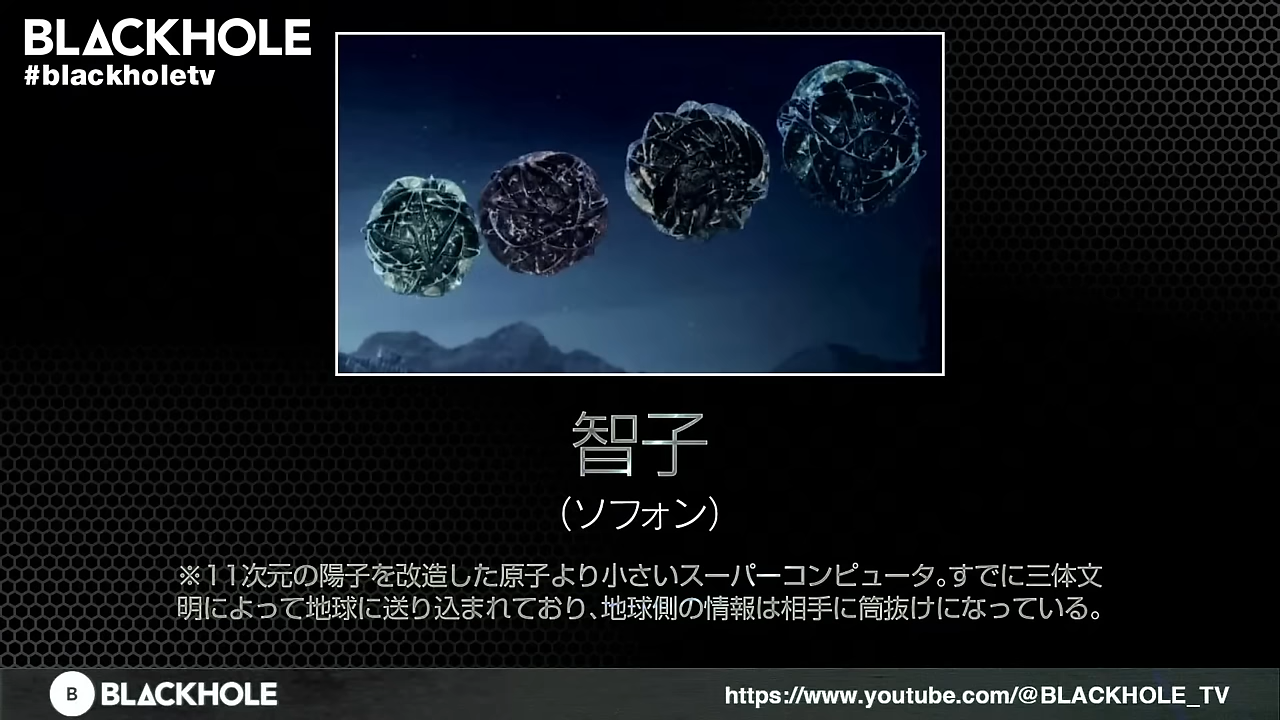 BLACKHOLE
#blackholetv
智子
（ソフォン）
※11次元の陽子を改造した原子より小さいスーパーコンピュータ。すでに三体文
明によって地球に送り込まれており、地球側の情報は相手に筒抜けになっている。
B BLACKHOLE
https://www.youtube.com/@BLACKHOLE_TV